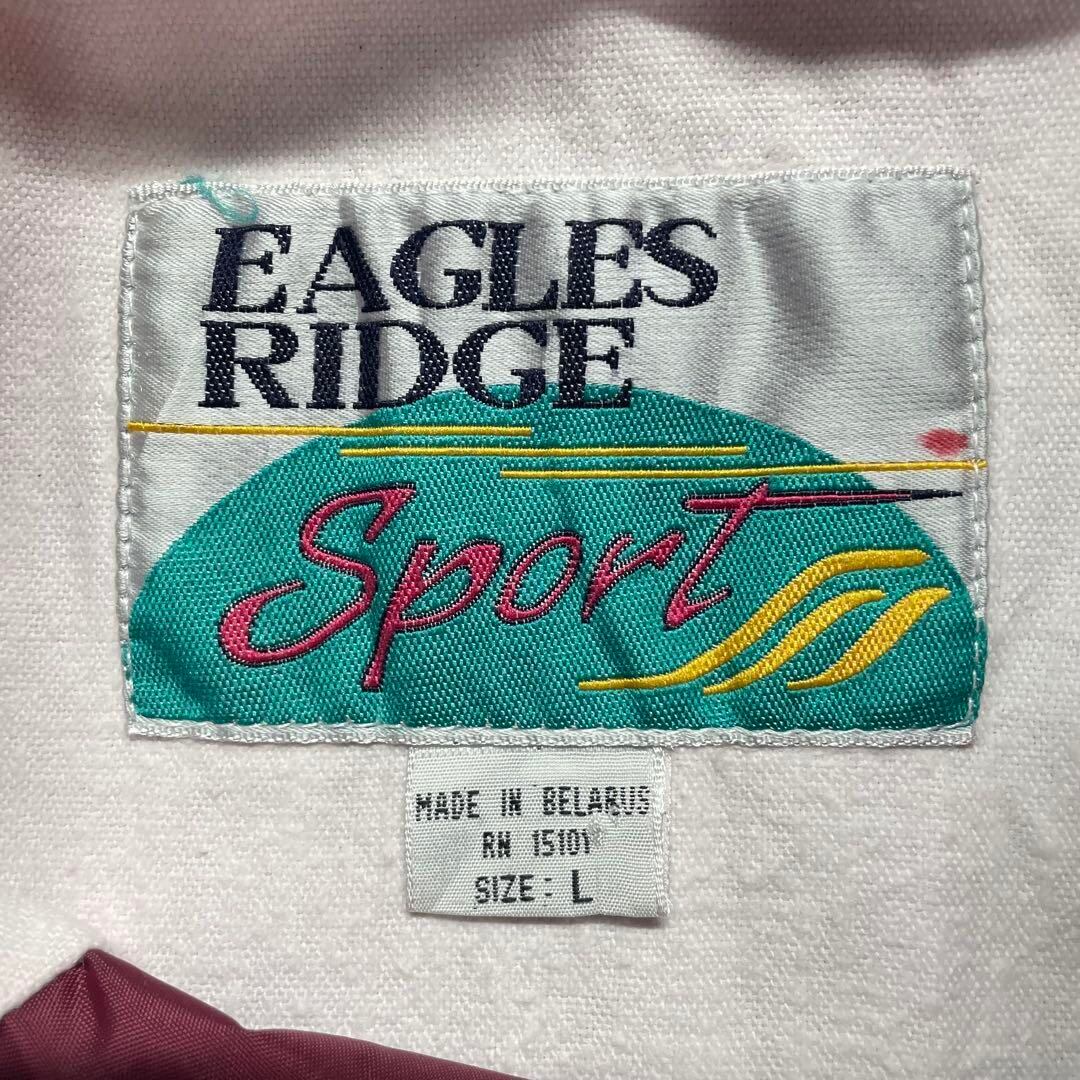 EAGLES
RIDGE
Sport
MADE IN BELARUS
RN 15101
SIZE: L